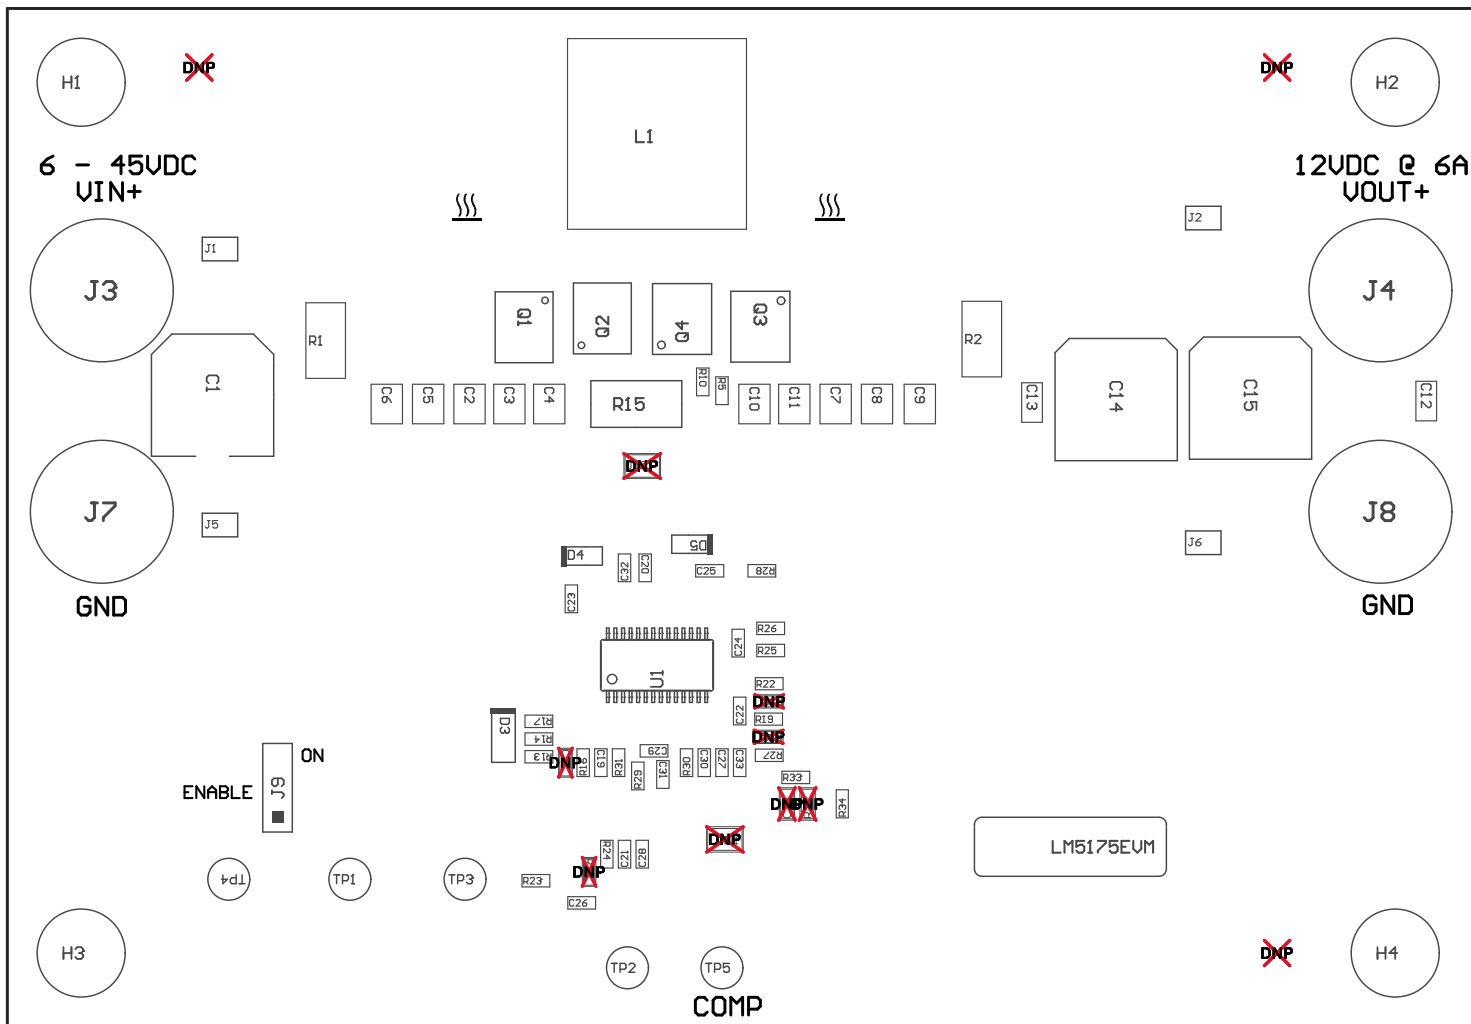 H1
DNP
DNP
H2
L1
6 - 45VDC
VIN+
12VDC @ 6A
VOUT+
J1
J2
J3
J4
Q1
Q2
Q4
Q3
R1
R2
C1
R10
R5
C6
C5
C2
C3
C4
R15
C10
C11
C7
C8
C9
C13
C14
C15
C12
DNP
J7
J8
J5
J6
D4
D5
C32
C20
C25
R28
C23
GND
GND
R26
C24
R25
U1
R22
DNP
C22
R19
DNP
D3
R17
R14
R13
DNP
R18
C19
R31
C29
R29
C31
R30
C30
C27
C33
R27
ON
ENABLE
J9
R33
DNP
DNP
R34
DNP
LM5175EVM
R24
C21
C28
DNP
TP4
TP1
TP3
R23
C26
H3
TP2
TP5
DNP
H4
COMP